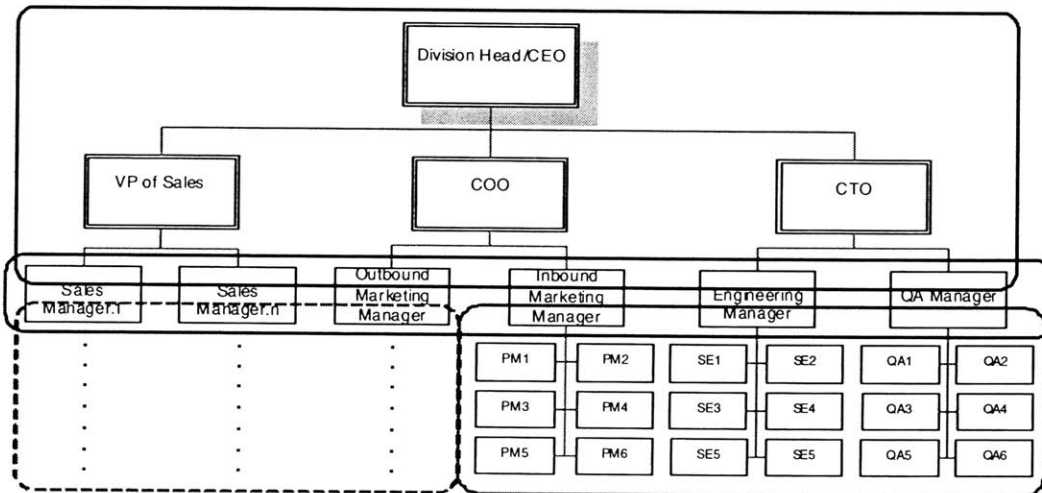 Division Head/CEO
VP of Sales
COO
CTO
Sales
Manager.1
Sales
Manager.n
Outbound
Marketing
Manager
Inbound
Marketing
Manager
Engineering
Manager
QA Manager
PM1
PM2
SE1
SE2
QA1
QA2
PM3
PM4
SE3
SE4
QA3
QA4
PM5
PM6
SE5
SE5
QA5
QA6